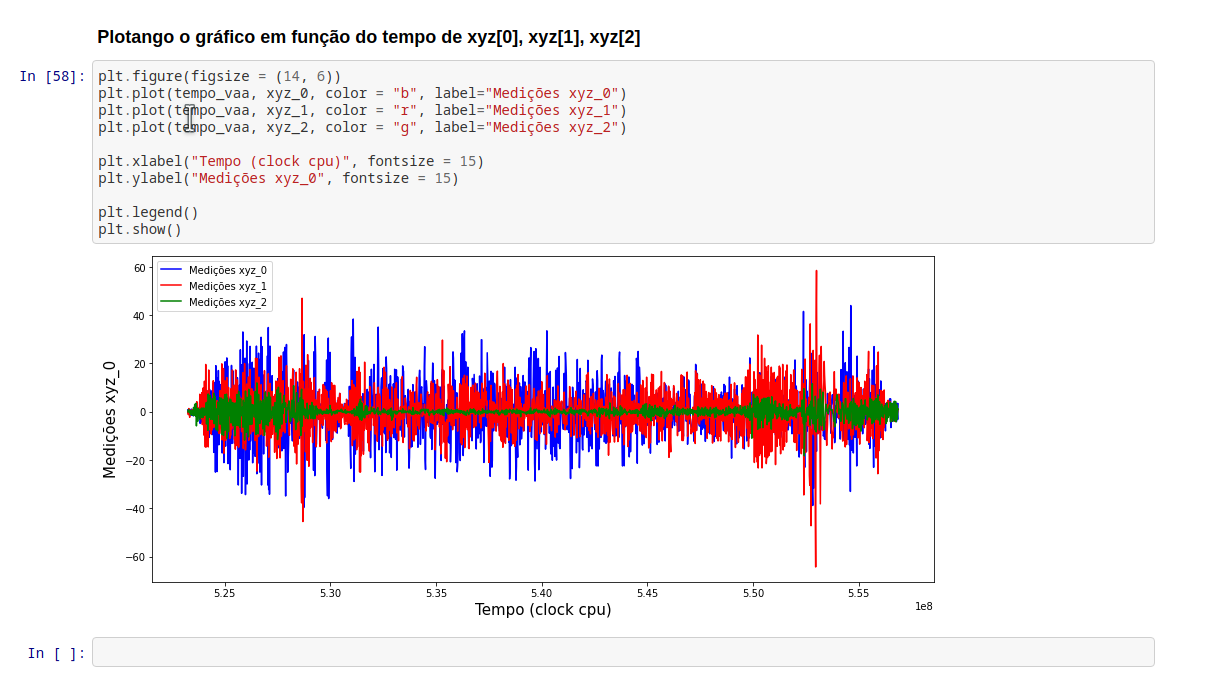 Plotango o gráfico em função do tempo de xyz[0], xyz[1], xyz[2]
In [58]:
plt.figure(figsize = (14, 6))
plt.plot(tempo_vaa, xyz_0, color = "b", label="Medições xyz_0")
plt.plot(tempo_vaa, xyz_1, color = "r", label="Medições xyz_1")
plt.plot(tempo_vaa, xyz_2, color = "g", label="Medições xyz_2")
plt.xlabel("Tempo (clock cpu)", fontsize = 15)
plt.ylabel("Medições xyz_0", fontsize = 15)
plt.legend()
plt.show()
Medições xyz_0
Medições xyz_1
Medições xyz_2
60
40
20
0
−20
−40
−60
Medições xyz_0
5.25 5.30 5.35 5.40 5.45 5.50 5.55
1e8
Tempo (clock cpu)
In [ ]: